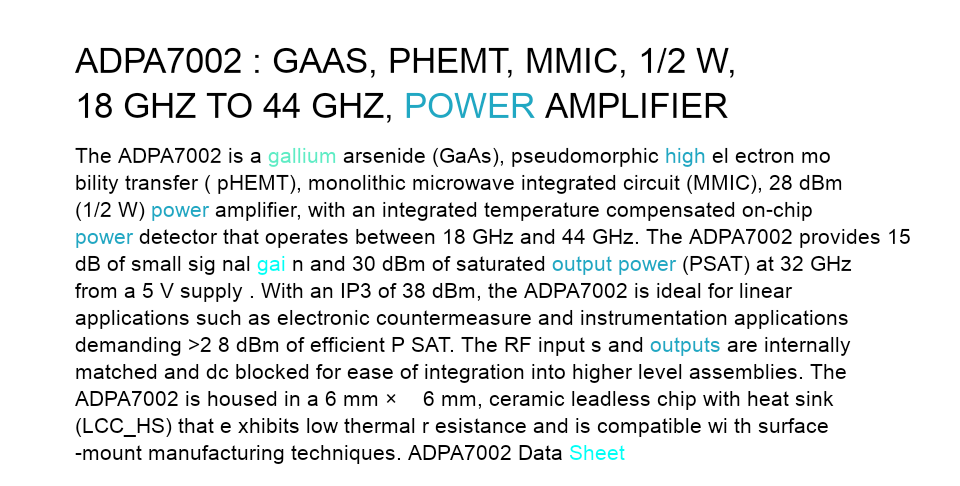 ADPA7002 : GAAS, PHEMT, MMIC, 1/2 W,
18 GHZ TO 44 GHZ, POWER AMPLIFIER
The ADPA7002 is a gallium arsenide (GaAs), pseudomorphic high el ectron mo
bility transfer ( pHEMT), monolithic microwave integrated circuit (MMIC), 28 dBm
(1/2 W) power amplifier, with an integrated temperature compensated on-chip
power detector that operates between 18 GHz and 44 GHz. The ADPA7002 provides 15
dB of small sig nal gai n and 30 dBm of saturated output power (PSAT) at 32 GHz
from a 5 V supply . With an IP3 of 38 dBm, the ADPA7002 is ideal for linear
applications such as electronic countermeasure and instrumentation applications
demanding >2 8 dBm of efficient P SAT. The RF input s and outputs are internally
matched and dc blocked for ease of integration into higher level assemblies. The
ADPA7002 is housed in a 6 mm ×    6 mm, ceramic leadless chip with heat sink
(LCC_HS) that e xhibits low thermal r esistance and is compatible wi th surface
-mount manufacturing techniques. ADPA7002 Data Sheet